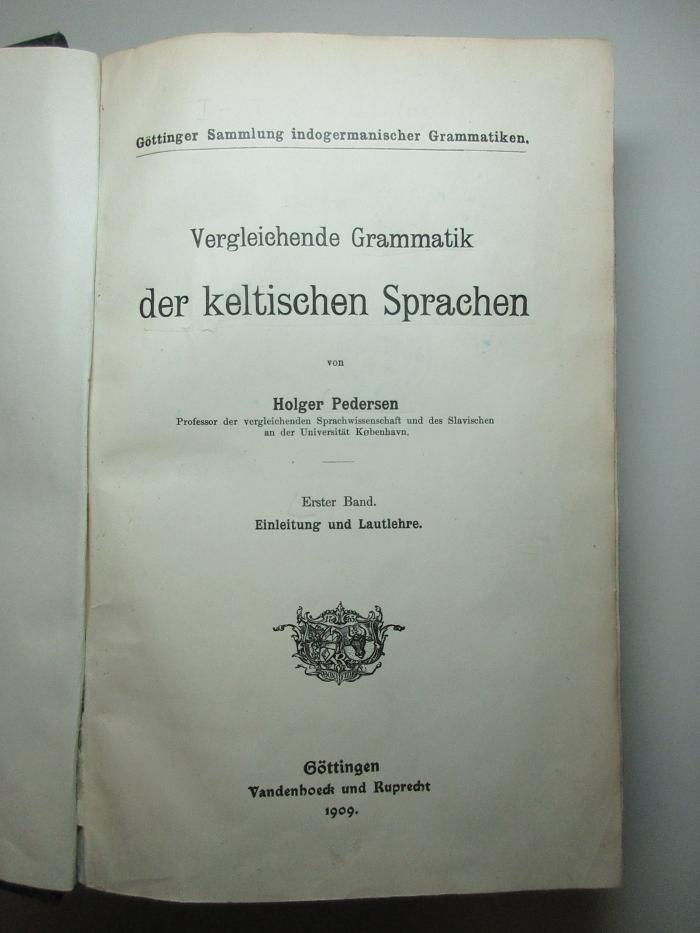 Göttinger Sammlung indogermanischer Grammatiken.
Vergleichende Grammatik
der keltischen Sprachen
von
Holger Pedersen
Professor der vergleichenden Sprachwissenschaft und des Slavischen
an der Universität København.
Erster Band.
Einleitung und Lautlehre.
Göttingen
Vandenhoeck und Ruprecht
1909.